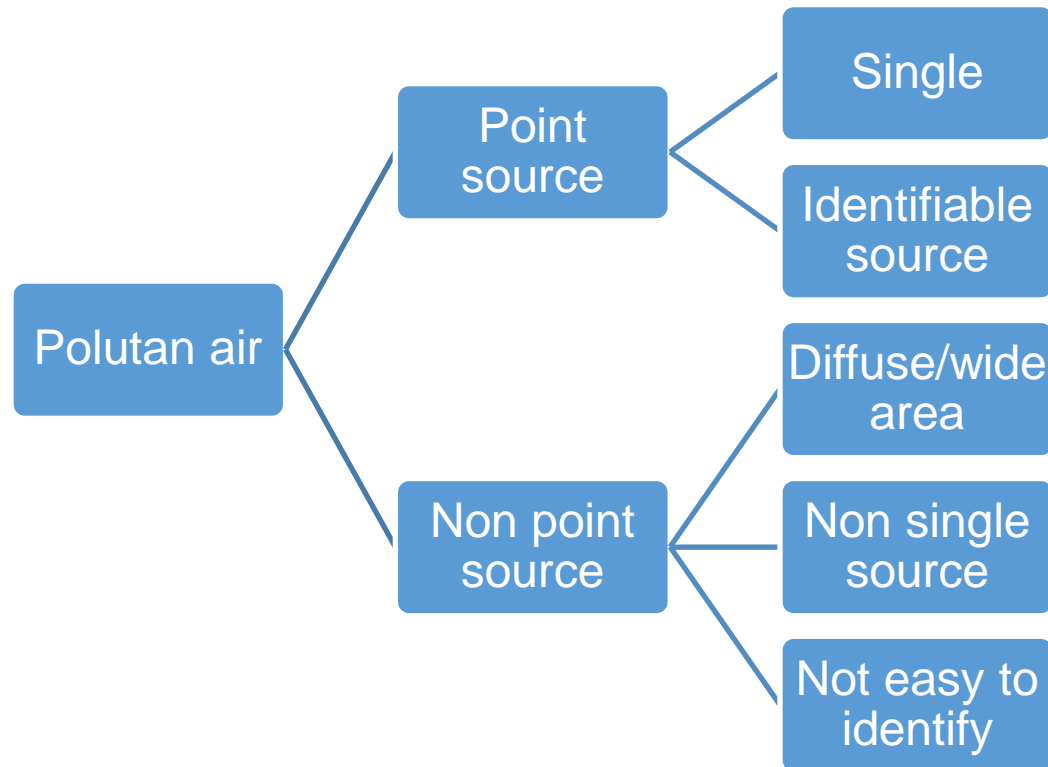 Polutan air
Point
source
Single
Identifiable
source
Non point
source
Diffuse/wide
area
Non single
source
Not easy to
identify